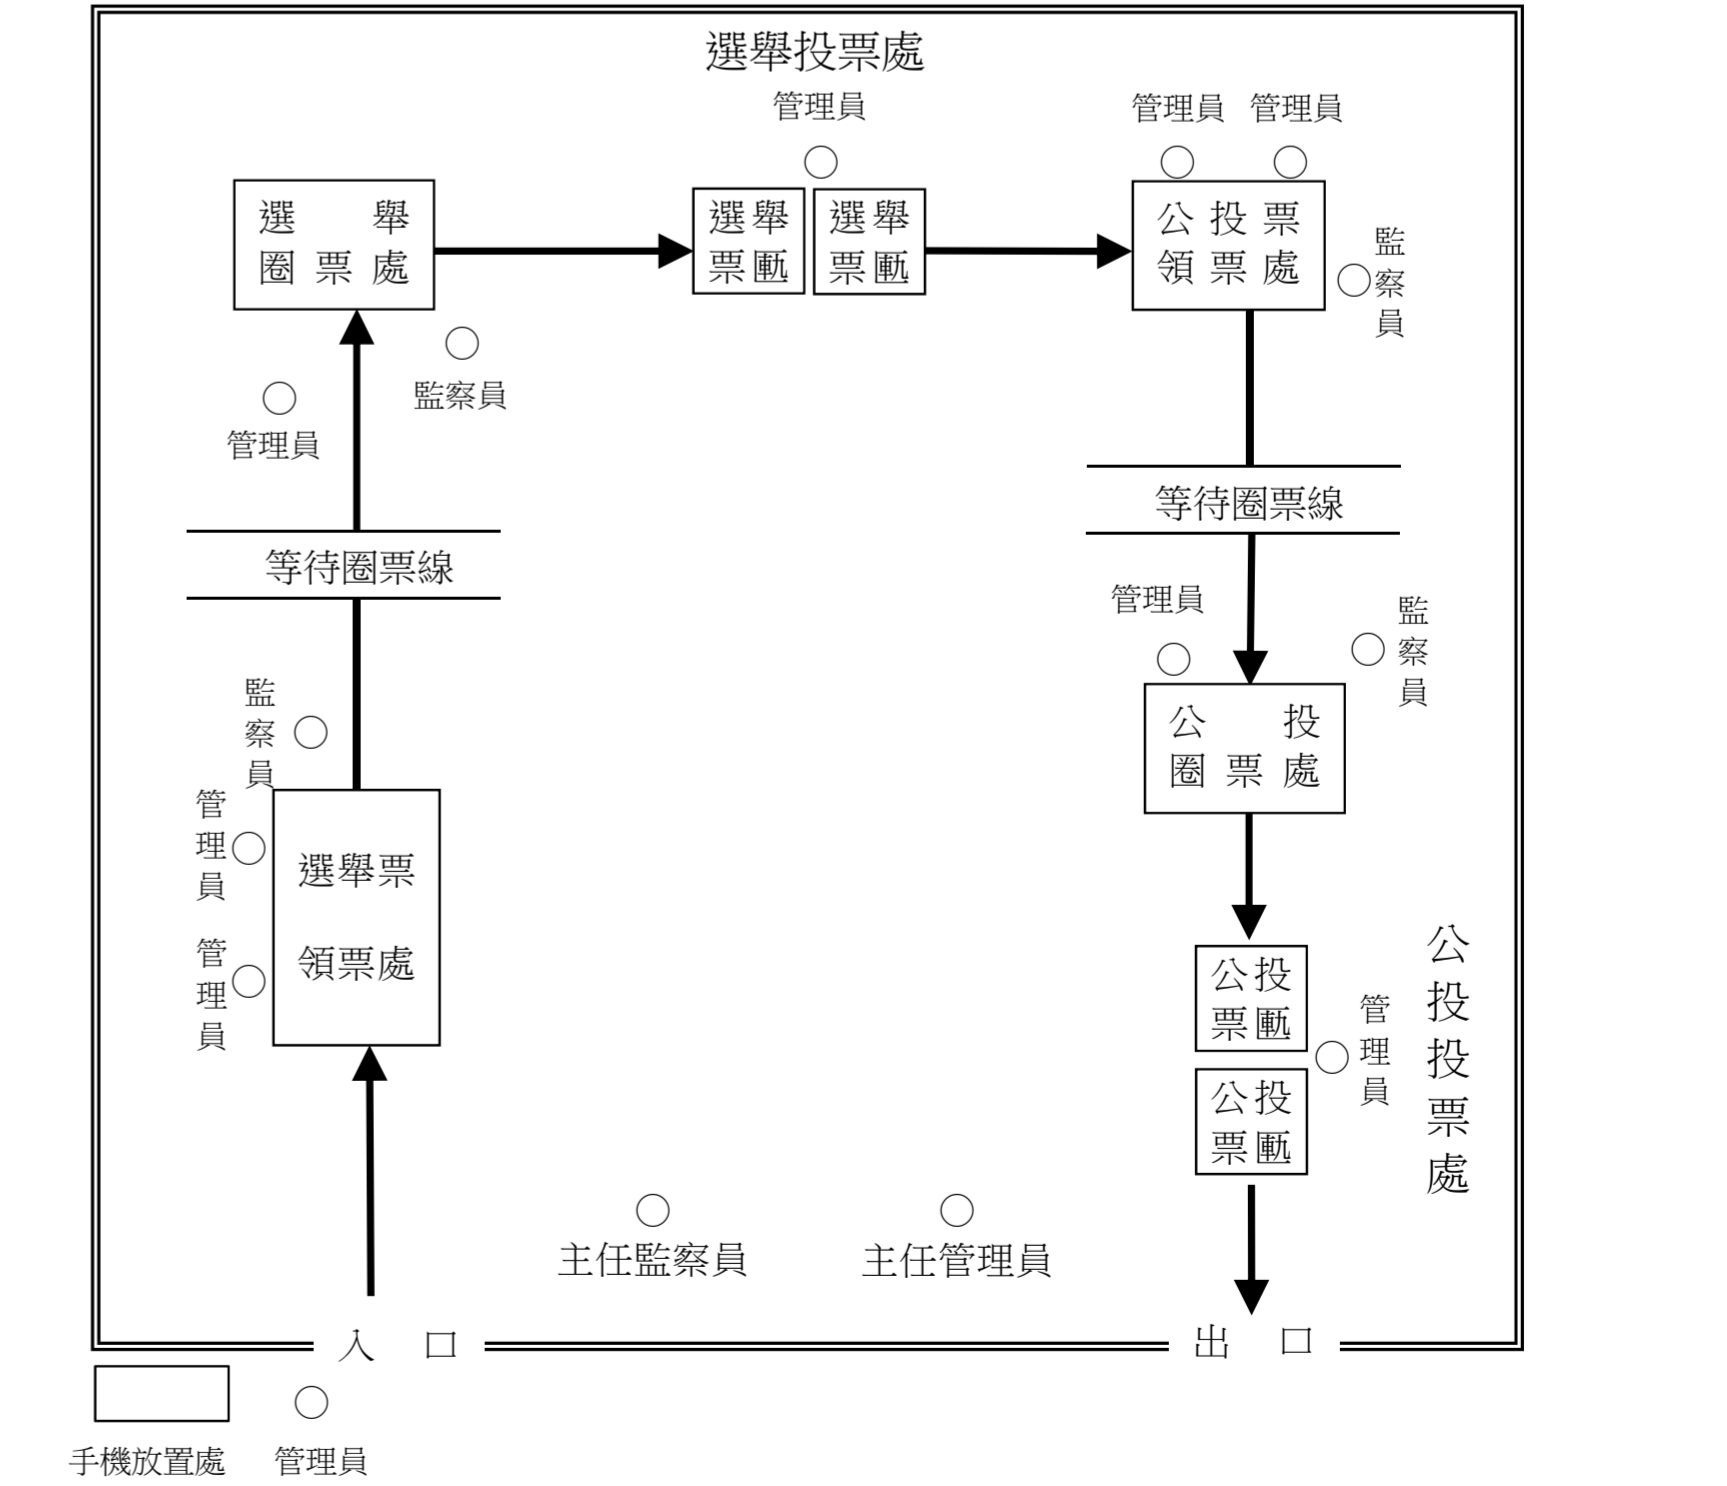 選舉投票處
管理員
管理員
管理員
選舉
圈票處
選舉
票匭
選舉
票匭
公投票
領票處
監察員
監察員
管理員
等待圈票線
等待圈票線
管理員
監察員
監察員
公投
圈票處
管理員
選舉票
領票處
管理員
公投
票匭
管理員
公投
票匭
公投投票處
主任監察員
主任管理員
入口
出口
手機放置處
管理員